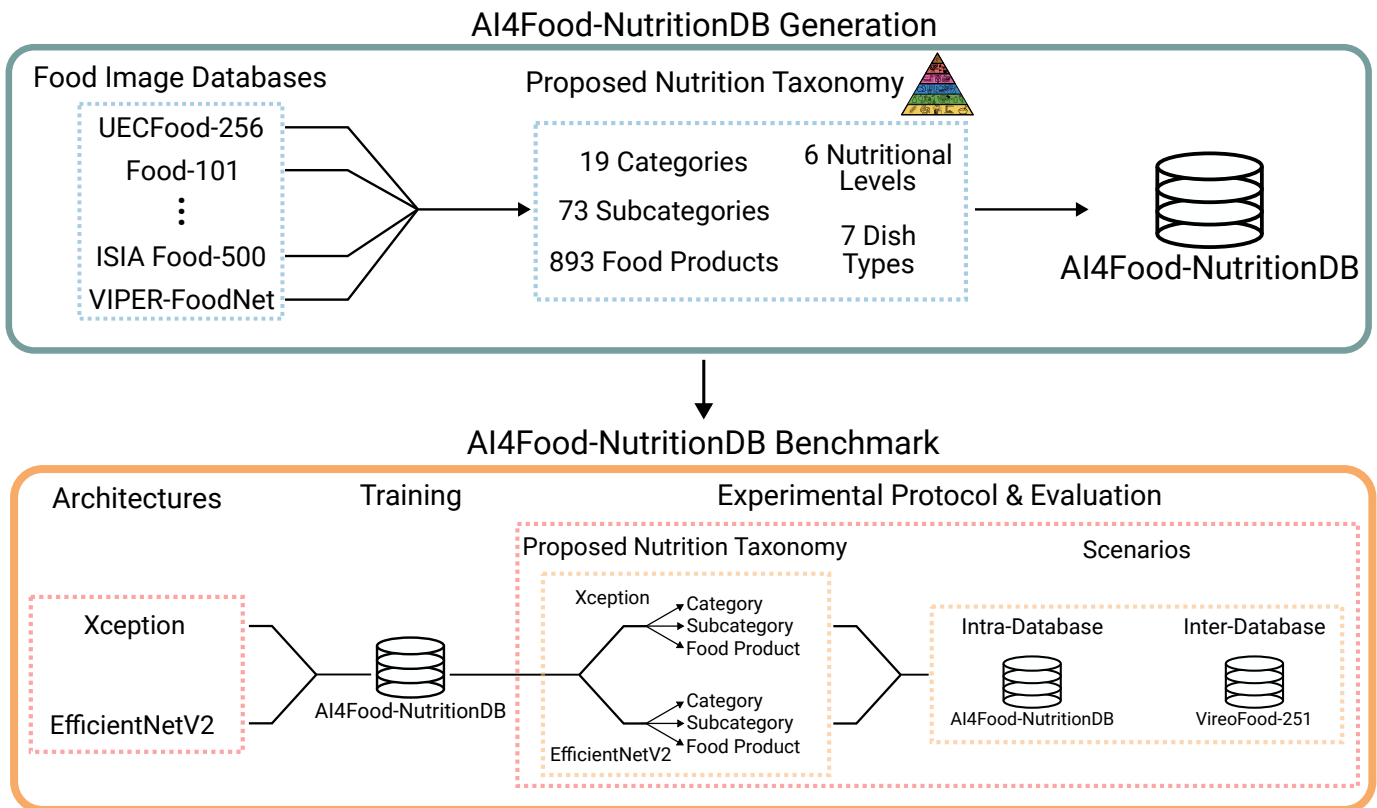 AI4Food-NutritionDB Generation
Food Image Databases
UECFood-256
Food-101
ISIA Food-500
VIPER-FoodNet
Proposed Nutrition Taxonomy
19 Categories
73 Subcategories
893 Food Products
6 Nutritional
Levels
7 Dish
Types
AI4Food-NutritionDB
AI4Food-NutritionDB Benchmark
Architectures
Xception
EfficientNetV2
Training
AI4Food-NutritionDB
Experimental Protocol & Evaluation
Proposed Nutrition Taxonomy
Xception
Category
Subcategory
Food Product
Category
Subcategory
Food Product
EfficientNetV2
Scenarios
Intra-Database
AI4Food-NutritionDB
Inter-Database
VireoFood-251